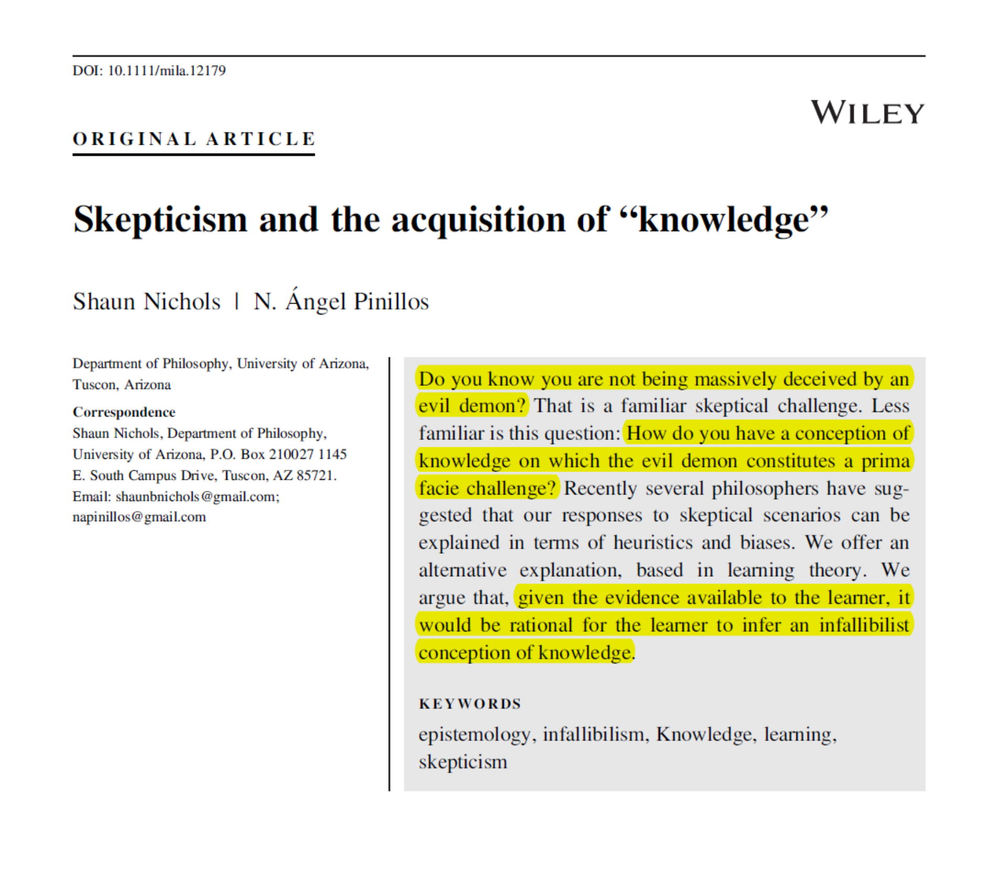 DOI: 10.1111/mila.12179
WILEY
ORIGINAL ARTICLE
Skepticism and the acquisition of “knowledge”
Shaun Nichols | N. Ángel Pinillos
Department of Philosophy, University of Arizona,
Tuscon, Arizona
Correspondence
Shaun Nichols, Department of Philosophy,
University of Arizona, P.O. Box 210027 1145
E. South Campus Drive, Tuscon, AZ 85721.
Email: shaunbnichols@gmail.com;
napinillos@gmail.com
Do you know you are not being massively deceived by an
evil demon? That is a familiar skeptical challenge. Less
familiar is this question: How do you have a conception of
knowledge on which the evil demon constitutes a prima
facie challenge? Recently several philosophers have sug-
gested that our responses to skeptical scenarios can be
explained in terms of heuristics and biases. We offer an
alternative explanation, based in learning theory. We
argue that, given the evidence available to the learner, it
would be rational for the learner to infer an infallibilist
conception of knowledge.
KEYWORDS
epistemology, infallibilism, Knowledge, learning,
skepticism